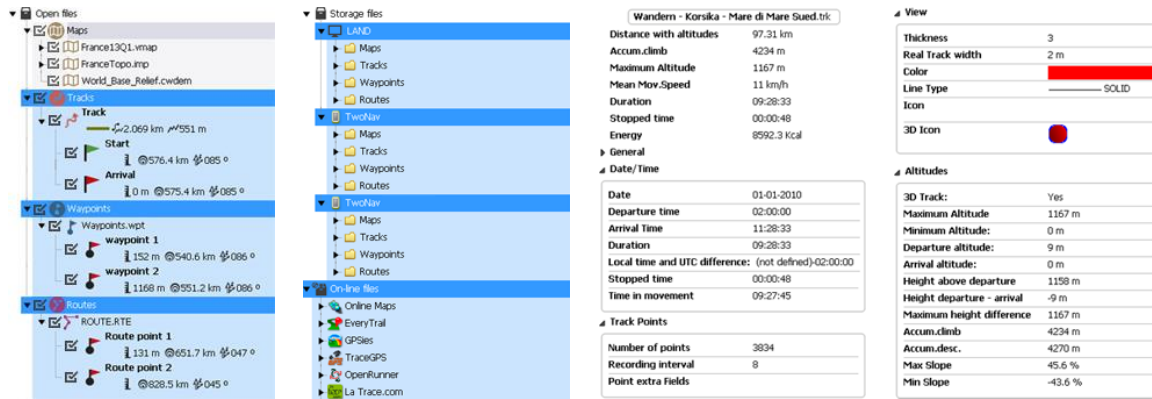 Open files
Maps
France13Q1.vmap
FranceTopo.imp
World_Base_Relief.cwdem
Tracks
Track
2.069 km 551 m
Start
576.4 km 085 º
Arrival
0 m 575.4 km 085 º
Waypoints
Waypoints.wpt
waypoint 1
152 m 540.6 km 086 º
waypoint 2
1168 m 551.2 km 086 º
Routes
ROUTE.RTE
Route point 1
131 m 651.7 km 047 º
Route point 2
828.5 km 045 º
Storage files
LAND
Maps
Tracks
Waypoints
Routes
TwoNav
Maps
Tracks
Waypoints
Routes
TwoNav
Maps
Tracks
Waypoints
Routes
On-line files
Online Maps
EveryTrail
GPSies
TraceGPS
OpenRunner
La Trace.com
Wandern - Korsika - Mare di Mare Sued.trk
Distance with altitudes 97.31 km
Accum.climb 4234 m
Maximum Altitude 1167 m
Mean Mov.Speed 11 km/h
Duration 09:28:33
Stopped time 00:00:48
Energy 8592.3 Kcal
General
Date/Time
Date 01-01-2010
Departure time 02:00:00
Arrival Time 11:28:33
Duration 09:28:33
Local time and UTC difference: (not defined)-02:00:00
Stopped time 00:00:48
Time in movement 09:27:45
Track Points
Number of points 3834
Recording interval 8
Point extra Fields
View
Thickness 3
Real Track width 2 m
Color
Line Type SOLID
Icon
3D Icon
Altitudes
3D Track: Yes
Maximum Altitude 1167 m
Minimum Altitude: 0 m
Departure altitude: 9 m
Arrival altitude: 0 m
Height above departure 1158 m
Height departure - arrival -9 m
Maximum height difference 1167 m
Accum.climb 4234 m
Accum.desc. 4270 m
Max Slope 45.6 %
Min Slope -43.6 %